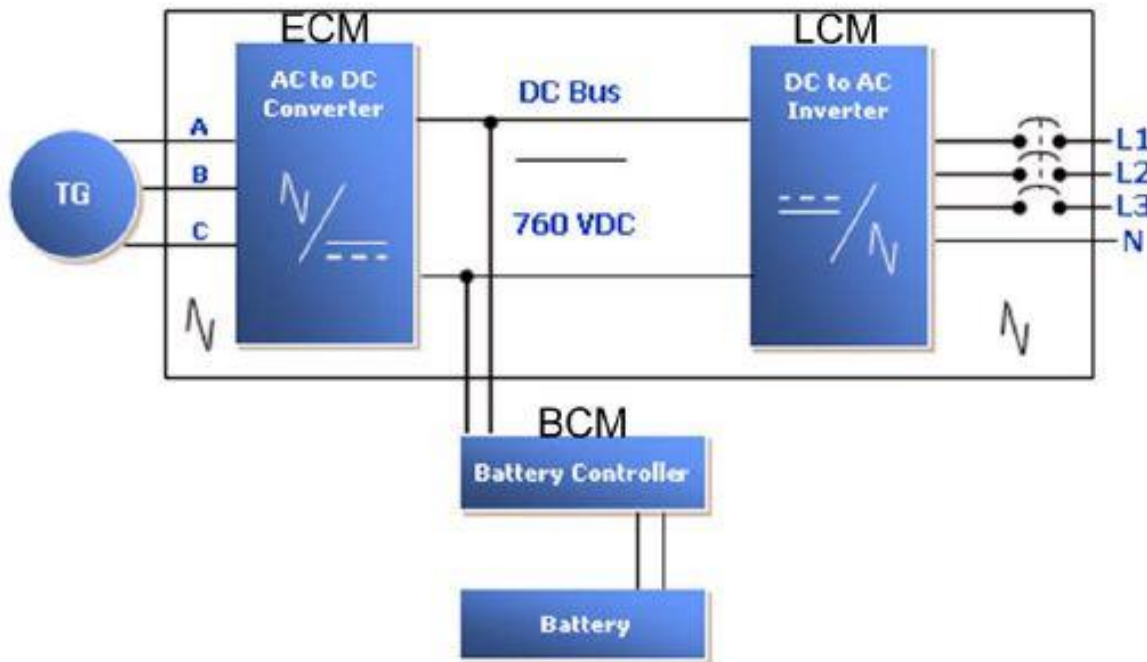 ECM
LCM
AC to DC
Converter
DC Bus
DC to AC
Inverter
A
B
C
TG
760 VDC
L1
L2
L3
N
BCM
Battery Controller
Battery